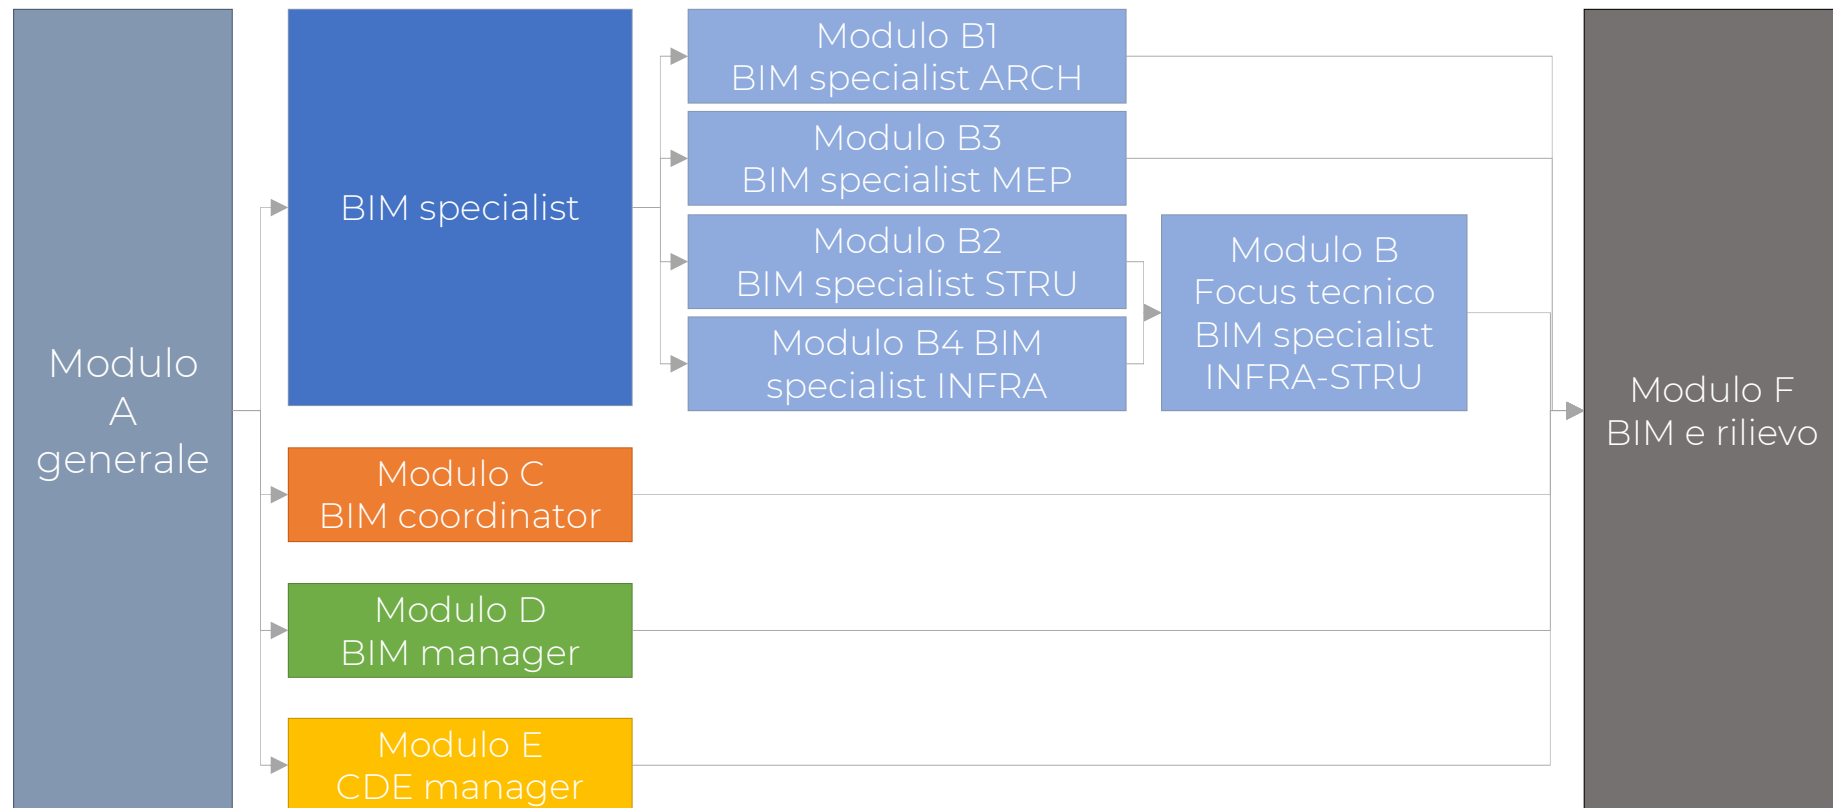 Modulo
A
generale
BIM specialist
Modulo B1
BIM specialist ARCH
Modulo B3
BIM specialist MEP
Modulo B2
BIM specialist STRU
Modulo B4 BIM
specialist INFRA
Modulo B
Focus tecnico
BIM specialist
INFRA-STRU
Modulo C
BIM coordinator
Modulo D
BIM manager
Modulo E
CDE manager
Modulo F
BIM e rilievo